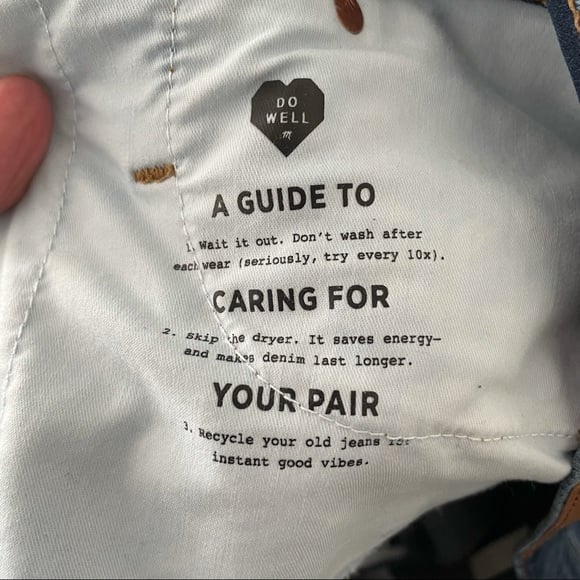 DO
WELL
m
A GUIDE TO
1. Wait it out. Don't wash after
each wear (seriously, try every 10x).
CARING FOR
2. Skip the dryer. It saves energy—
and makes denim last longer.
YOUR PAIR
3. Recycle your old jeans for
instant good vibes.